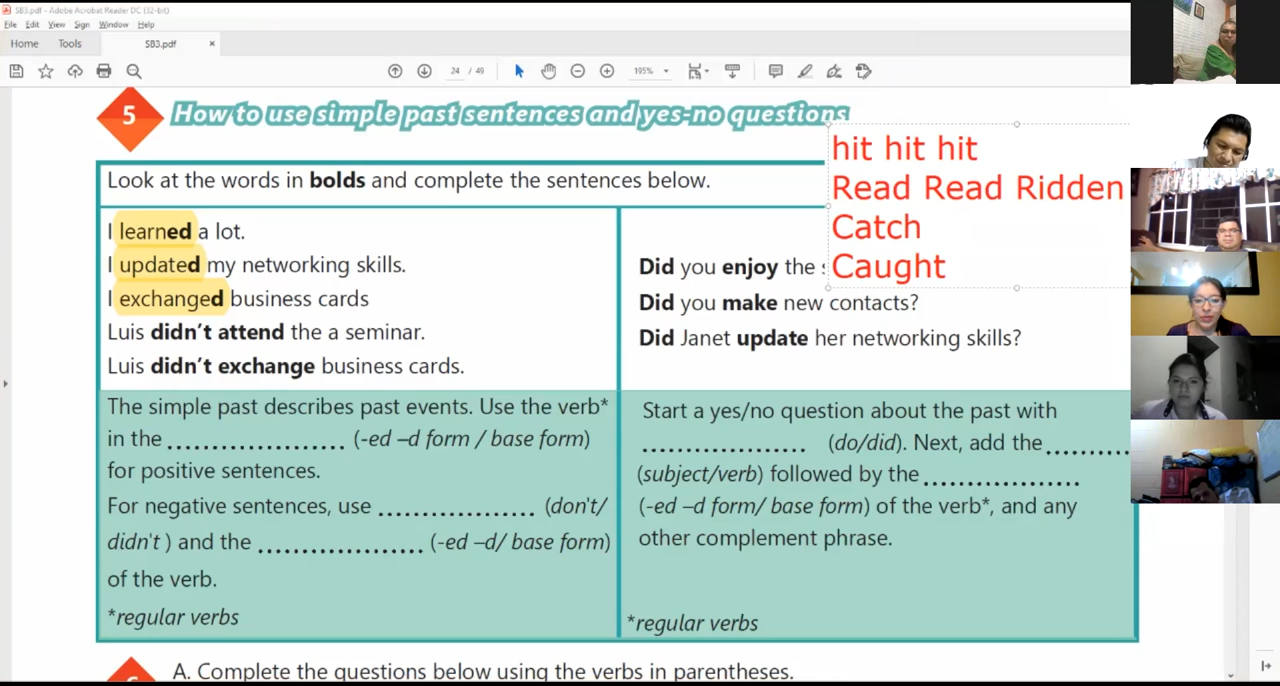 SB3.pdf - Adobe Acrobat Reader DC (32-bit)
File Edit View Sign Window Help
Home Tools SB3.pdf ×
24 / 49 195%
5 How to use simple past sentences and yes-no questions
hit hit hit
Read Read Ridden
Catch
Caught
Look at the words in bolds and complete the sentences below.
I learned a lot.
I updated my networking skills.
I exchanged business cards
Luis didn't attend the a seminar.
Luis didn't exchange business cards.
Did you enjoy the s
Did you make new contacts?
Did Janet update her networking skills?
The simple past describes past events. Use the verb*
in the .................... (-ed –d form / base form)
for positive sentences.
For negative sentences, use .................. (don't/
didn't ) and the ................... (-ed –d/ base form)
of the verb.
*regular verbs
Start a yes/no question about the past with
................... (do/did). Next, add the ..........
(subject/verb) followed by the ..................
(-ed –d form/ base form) of the verb*, and any
other complement phrase.
*regular verbs
A. Complete the questions below using the verbs in parentheses.